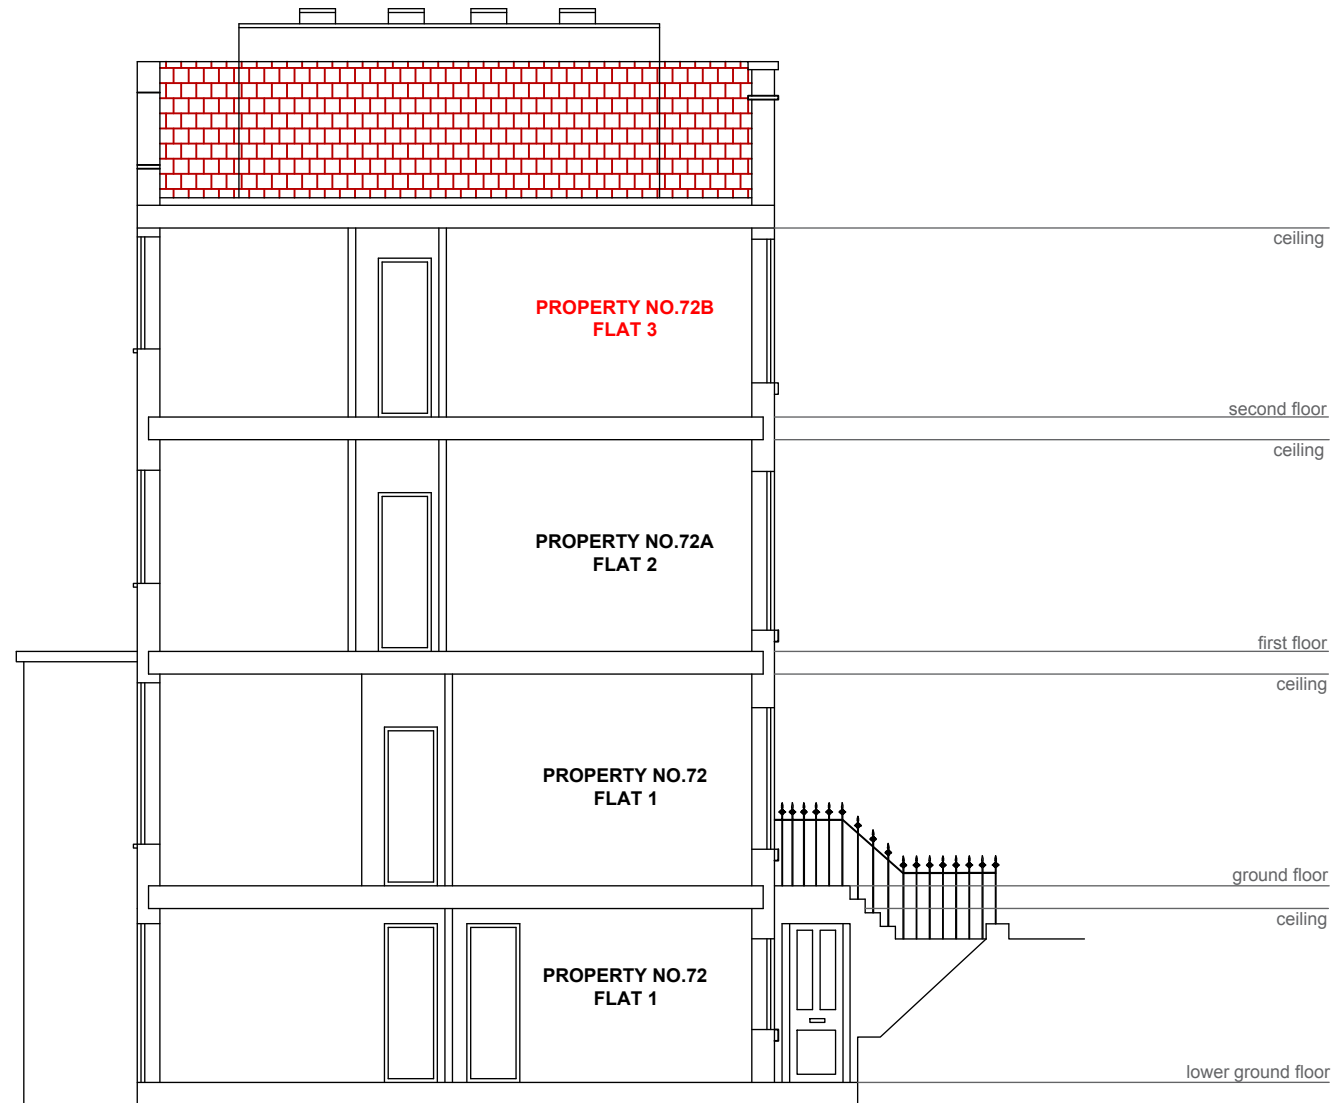 ceiling
PROPERTY NO.72B
FLAT 3
second floor
ceiling
PROPERTY NO.72A
FLAT 2
first floor
ceiling
PROPERTY NO.72
FLAT 1
ground floor
ceiling
PROPERTY NO.72
FLAT 1
lower ground floor